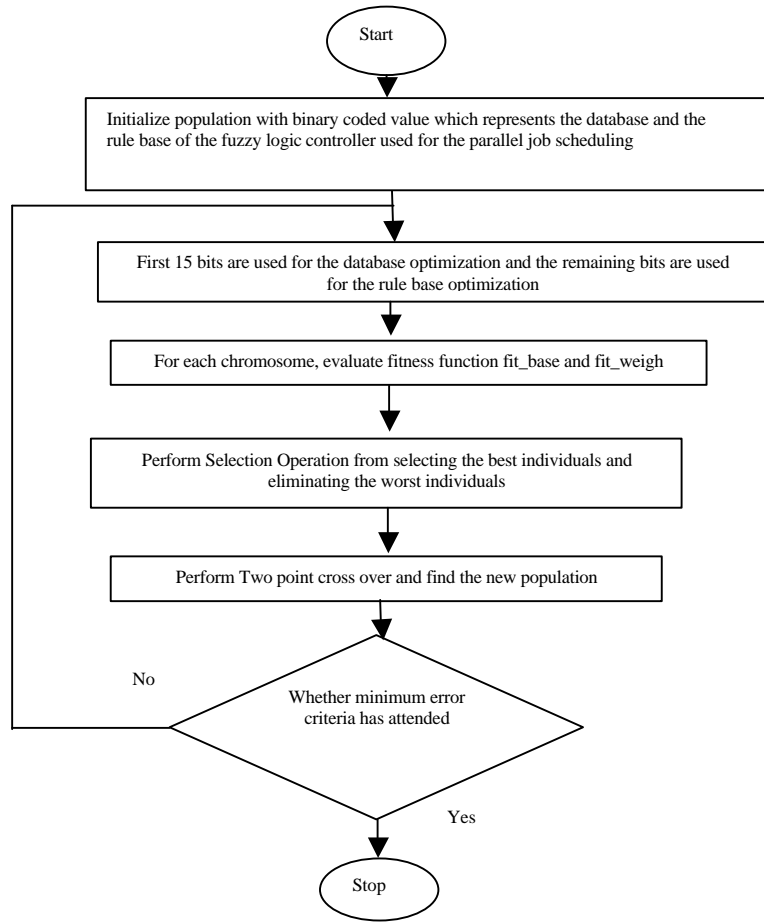 Start
Initialize population with binary coded value which represents the database and the
rule base of the fuzzy logic controller used for the parallel job scheduling
First 15 bits are used for the database optimization and the remaining bits are used
for the rule base optimization
For each chromosome, evaluate fitness function fit_base and fit_weigh
Perform Selection Operation from selecting the best individuals and
eliminating the worst individuals
Perform Two point cross over and find the new population
No
Whether minimum error
criteria has attended
Yes
Stop